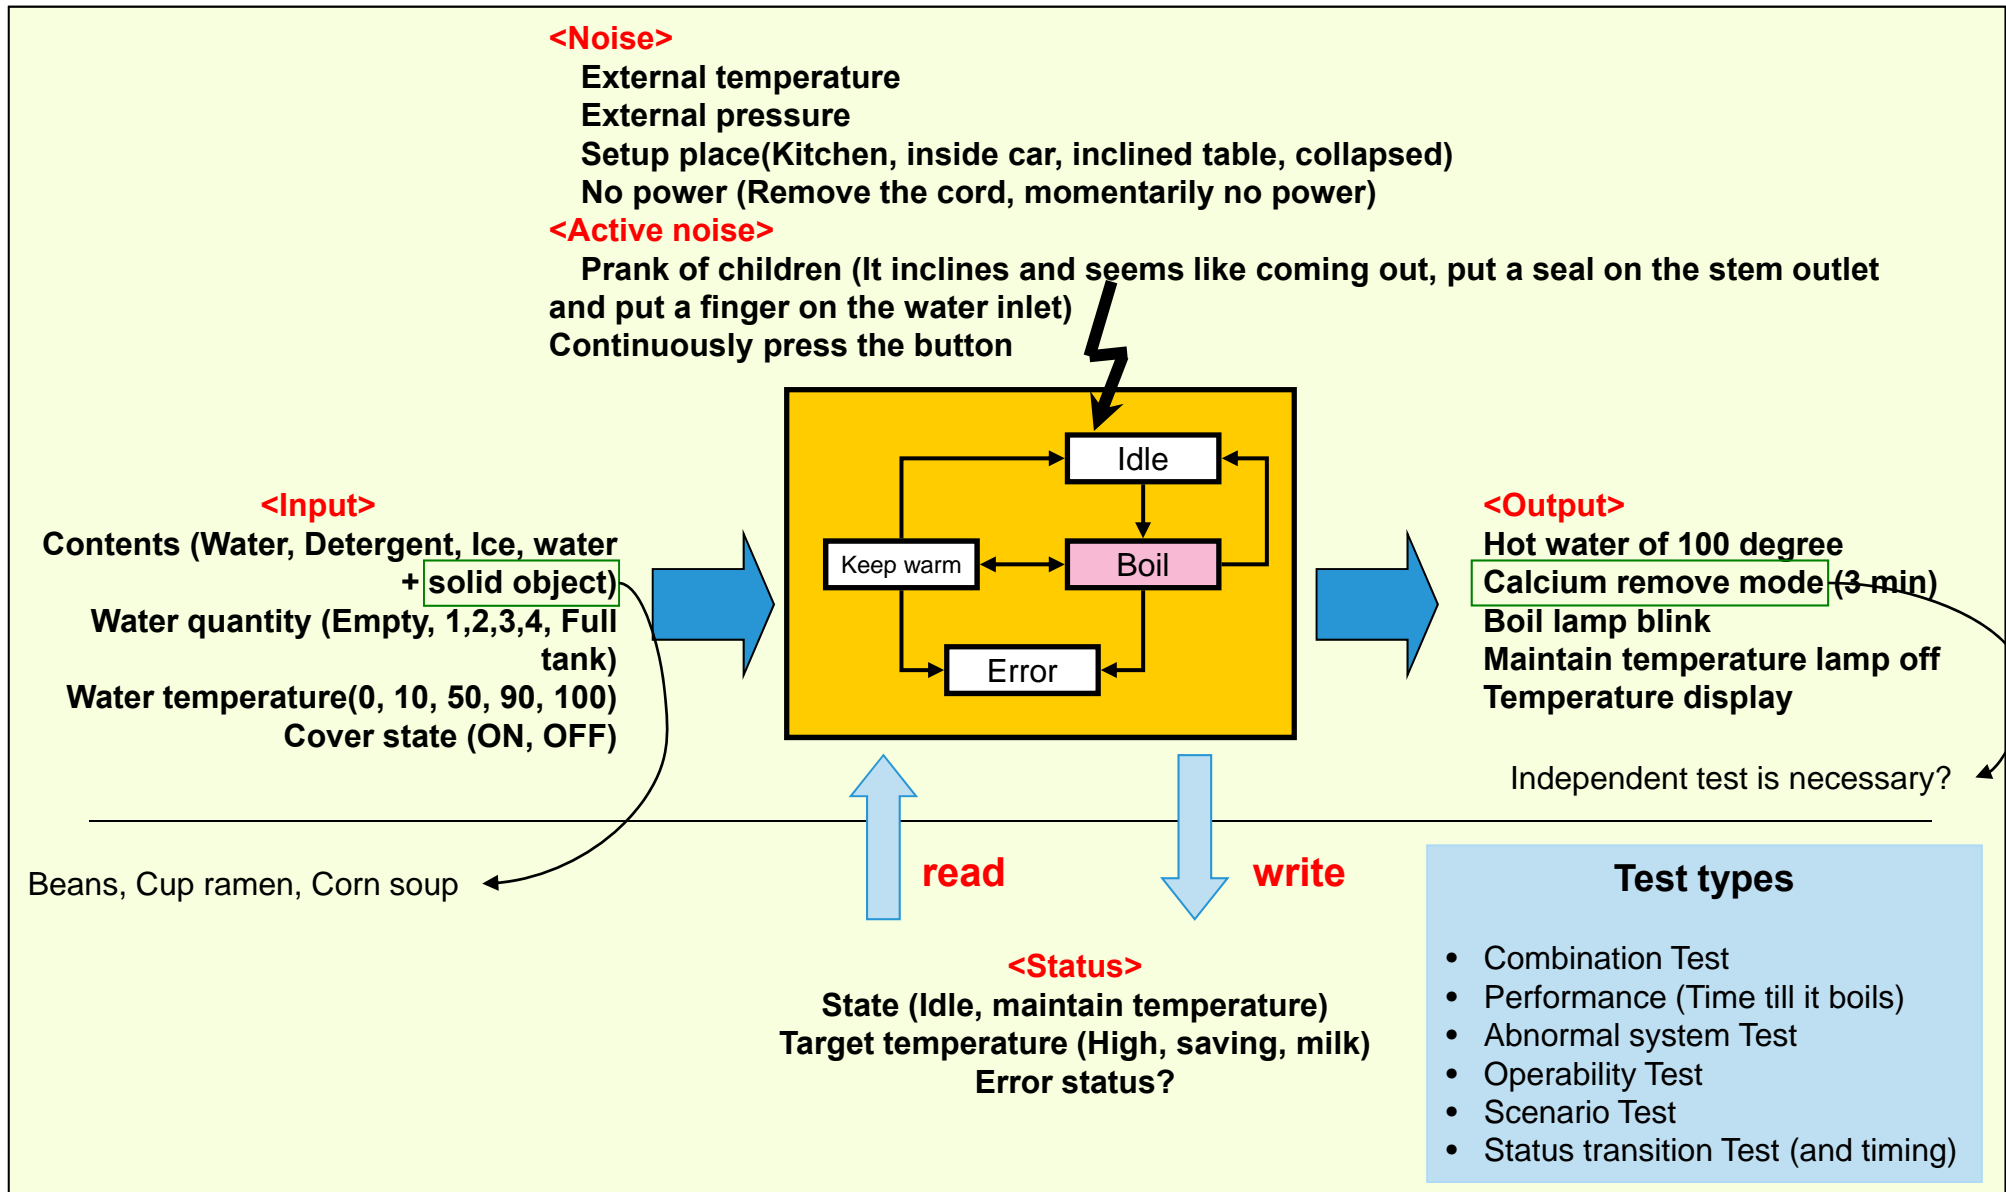 <Noise>
External temperature
External pressure
Setup place(Kitchen, inside car, inclined table, collapsed)
No power (Remove the cord, momentarily no power)
<Active noise>
Prank of children (It inclines and seems like coming out, put a seal on the stem outlet
and put a finger on the water inlet)
Continuously press the button
<Input>
Contents (Water, Detergent, Ice, water
+ solid object)
Water quantity (Empty, 1,2,3,4, Full
tank)
Water temperature(0, 10, 50, 90, 100)
Cover state (ON, OFF)
Beans, Cup ramen, Corn soup
Idle
Keep warm
Boil
Error
<Output>
Hot water of 100 degree
Calcium remove mode (3 min)
Boil lamp blink
Maintain temperature lamp off
Temperature display
Independent test is necessary?
read
write
<Status>
State (Idle, maintain temperature)
Target temperature (High, saving, milk)
Error status?
Test types
• Combination Test
• Performance (Time till it boils)
• Abnormal system Test
• Operability Test
• Scenario Test
• Status transition Test (and timing)